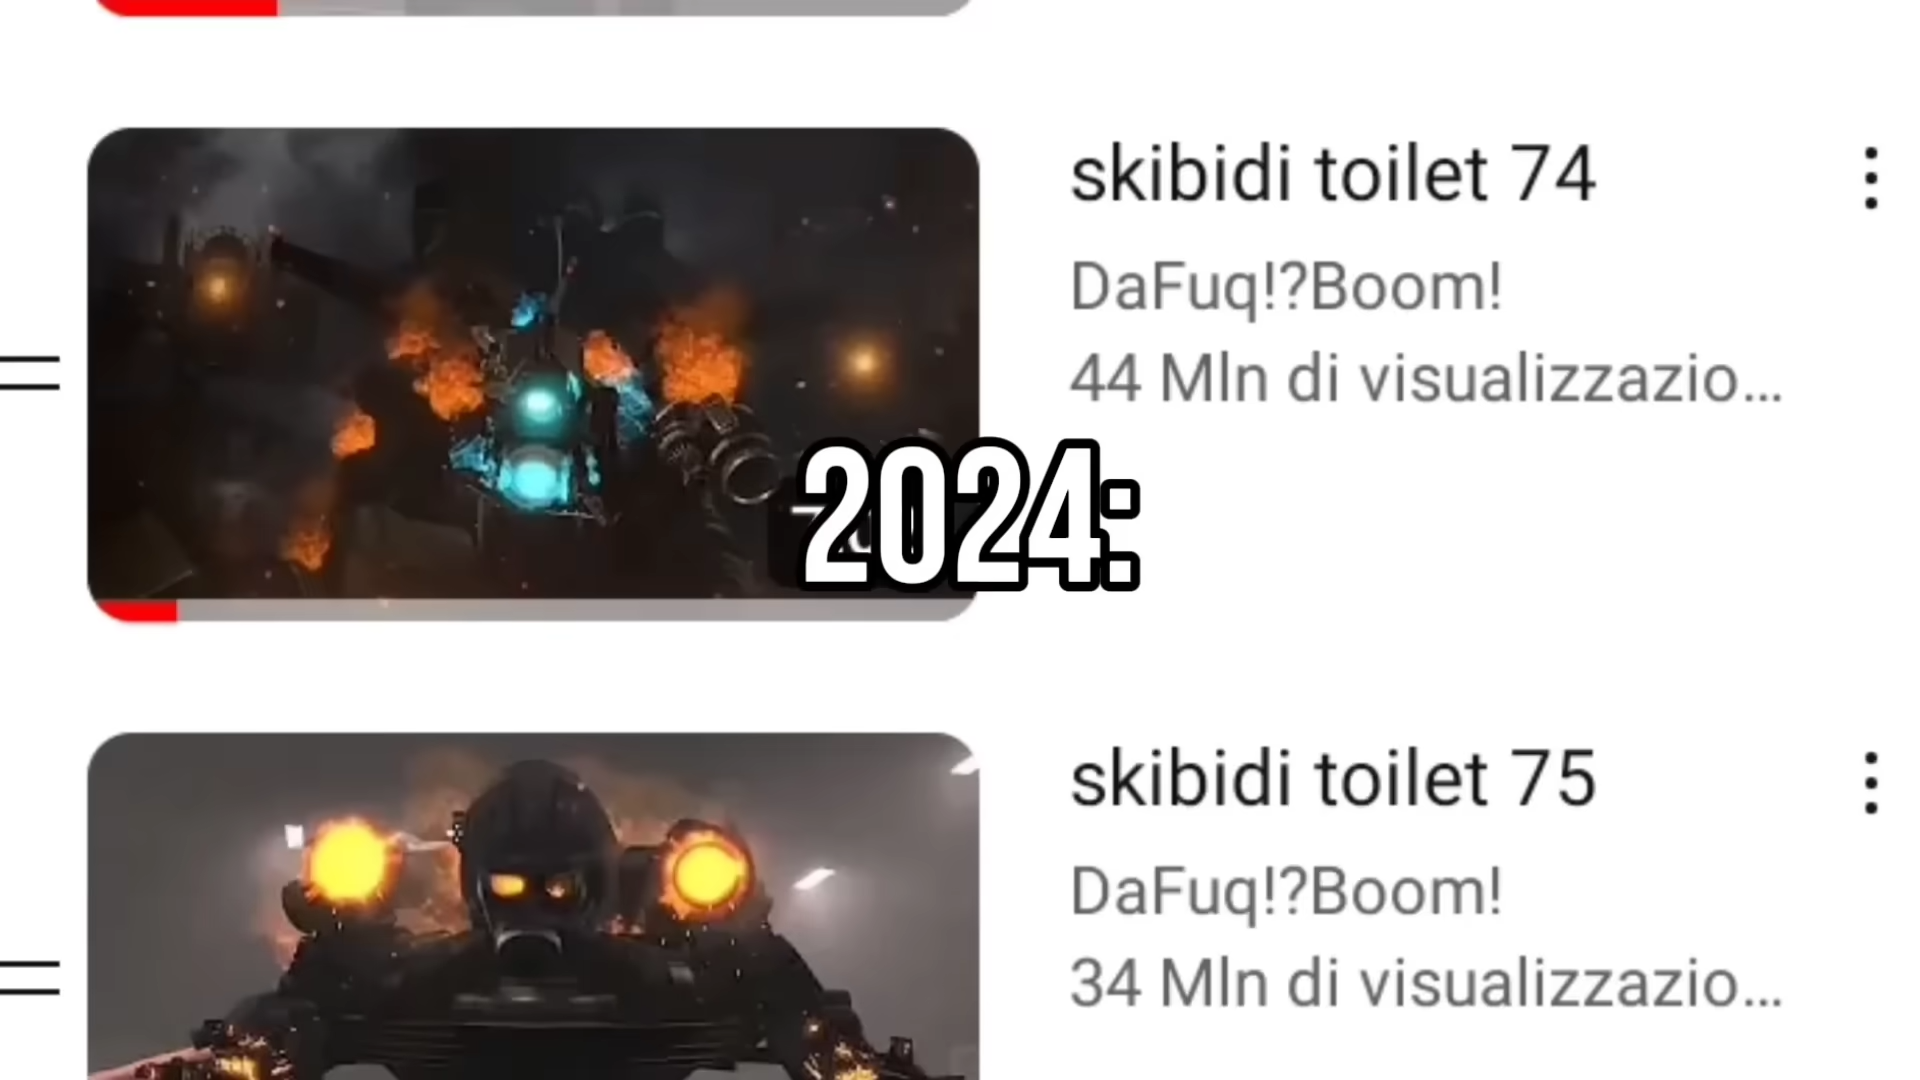 skibidi toilet 74
DaFuq!?Boom!
44 Mln di visualizzazio...
2024:
skibidi toilet 75
DaFuq!?Boom!
34 Mln di visualizzazio...